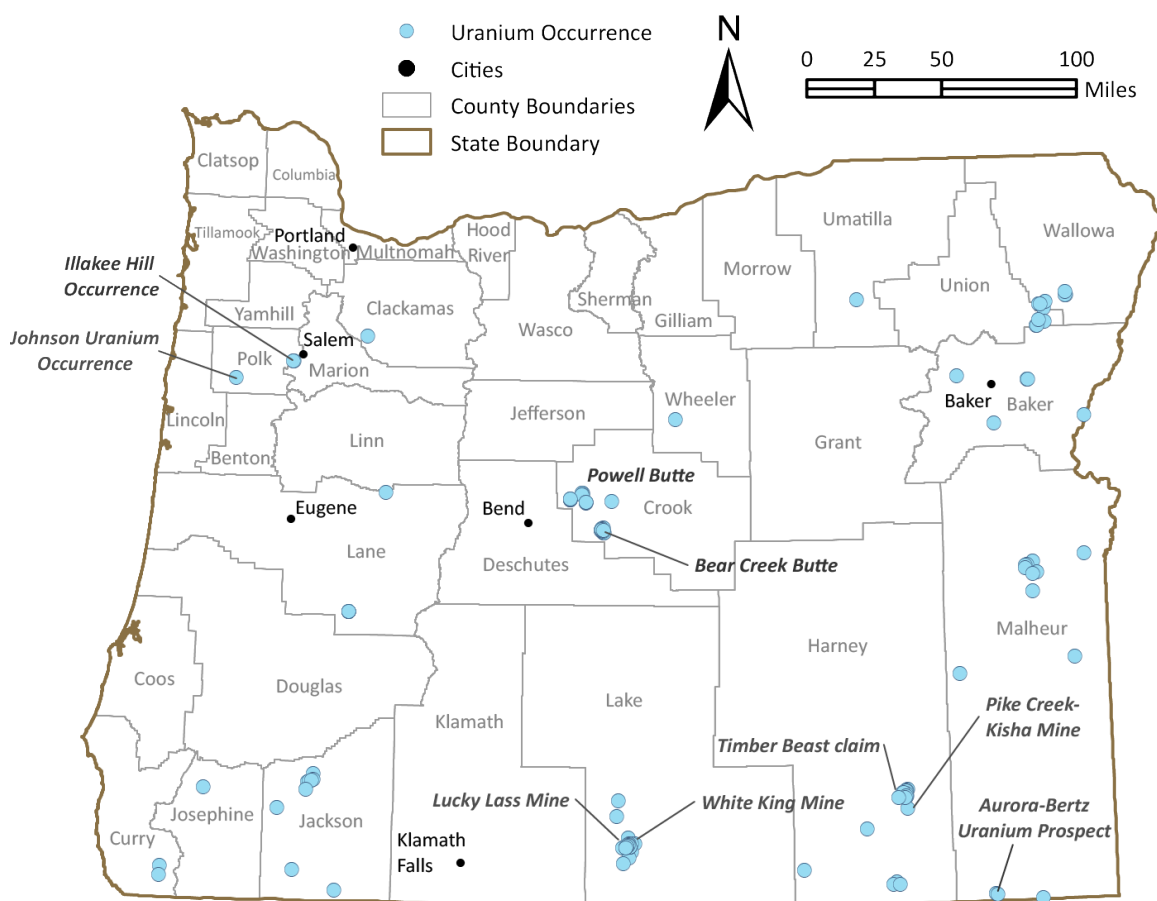 Uranium Occurrence
Cities
County Boundaries
State Boundary
N
0 25 50 100
Miles
Clatsop
Columbia
Tillamook
Portland
Washington
Multnomah
Hood
River
Illakee Hill
Occurrence
Yamhill
Clackamas
Johnson Uranium
Occurrence
Polk
Salem
Marion
Wasco
Sherman
Gilliam
Morrow
Umatilla
Union
Wallowa
Lincoln
Benton
Linn
Jefferson
Wheeler
Grant
Baker
Baker
Eugene
Lane
Bend
Deschutes
Powell Butte
Crook
Bear Creek Butte
Malheur
Harney
Coos
Douglas
Klamath
Lake
Pike Creek-
Kisha Mine
Timber Beast claim
Lucky Lass Mine
White King Mine
Aurora-Bertz
Uranium Prospect
Curry
Josephine
Jackson
Klamath
Falls